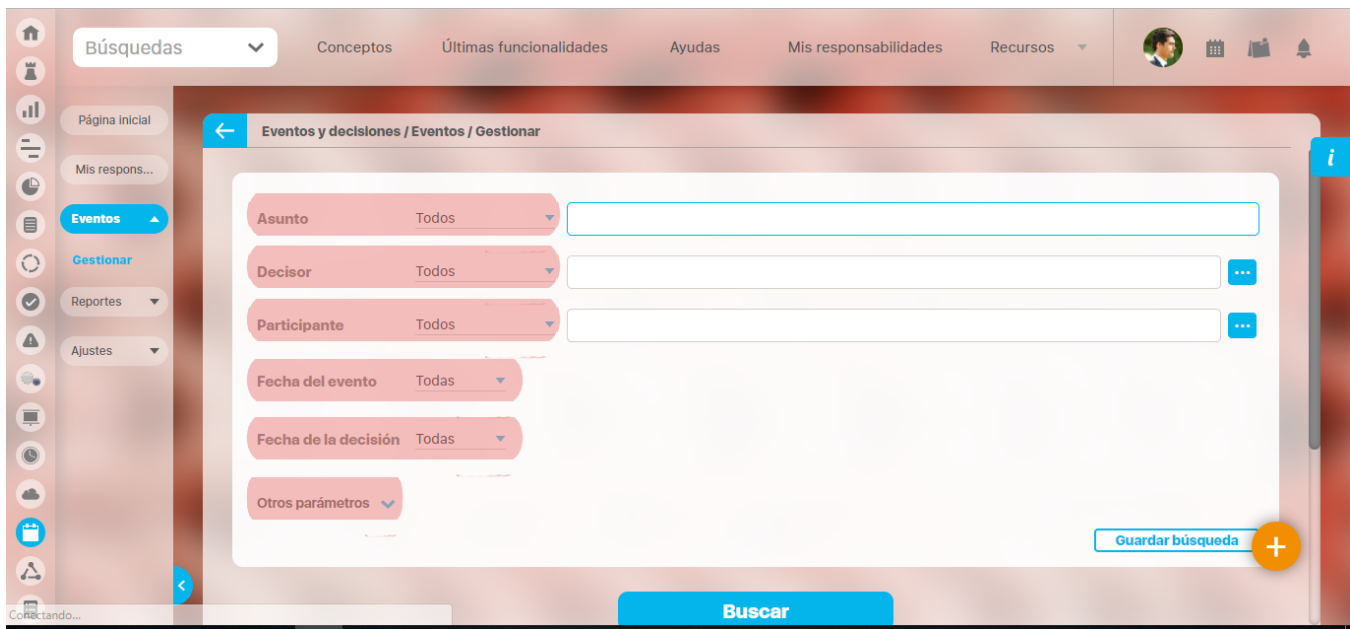 Búsquedas
Conceptos
Últimas funcionalidades
Ayudas
Mis responsabilidades
Recursos
Página inicial
Mis respons...
Eventos
Gestionar
Reportes
Ajustes
Eventos y decisiones / Eventos / Gestionar
i
Asunto Todos
Decisor Todos
...
Participante Todos
...
Fecha del evento Todas
Fecha de la decisión Todas
Otros parámetros
Guardar búsqueda
+
Buscar
Conectando...